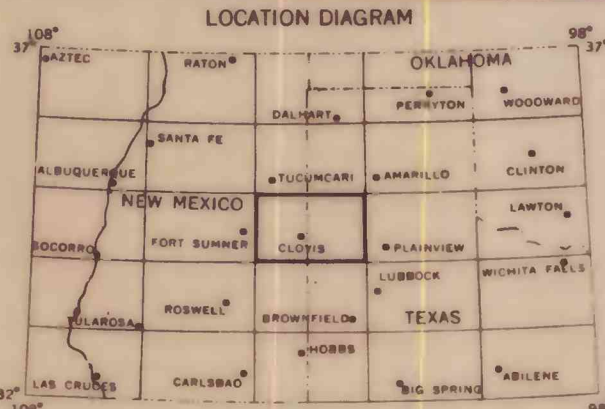 LOCATION DIAGRAM
108° 98°
37° 37°
AZTEC RATON OKLAHOMA
DALHART PERRYTON WOODWARD
SANTA FE
ALBUQUERQUE TUCUMCARI AMARILLO CLINTON
NEW MEXICO LAWTON
SOCORRO FORT SUMNER CLOVIS PLAINVIEW
LUBBOCK WICHITA FALLS
ROSWELL BROWNFIELD TEXAS
TULAROSA
HOBBS
LAS CRUCES CARLSBAD BIG SPRING ABILENE